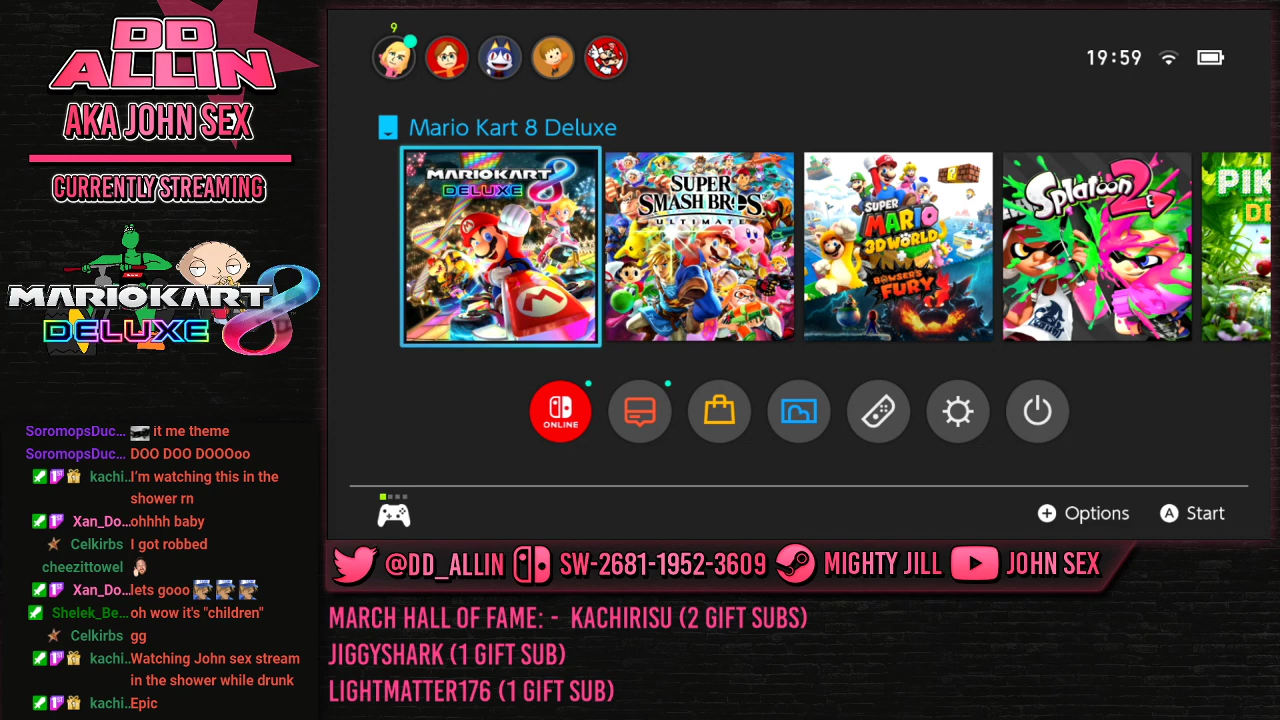 DD
ALLIN
AKA JOHN SEX
CURRENTLY STREAMING
MARIOKART 8
DELUXE
SoromopsDuc... it me theme
SoromopsDuc... DOO DOO DOOOoo
kachi..I'm watching this in the
shower rn
Xan_Do...ohhhh baby
Celkirbs I got robbed
cheezittowel
Xan_Do...lets gooo
Shelek_Be... oh wow it's "children"
Celkirbs gg
kachi..Watching John sex stream
in the shower while drunk
kachi..Epic
9
19:59
Mario Kart 8 Deluxe
MARIOKART 8
DELUXE
SUPER
SMASH BROS.
ULTIMATE
SUPER
MARIO
3D WORLD
BOWSER'S
FURY
Splatoon 2
PIK
DE
ONLINE
Options
Start
@DD_ALLIN SW-2681-1952-3609 MIGHTY JILL JOHN SEX
MARCH HALL OF FAME: - KACHIRISU (2 GIFT SUBS)
JIGGYSHARK (1 GIFT SUB)
LIGHTMATTER176 (1 GIFT SUB)